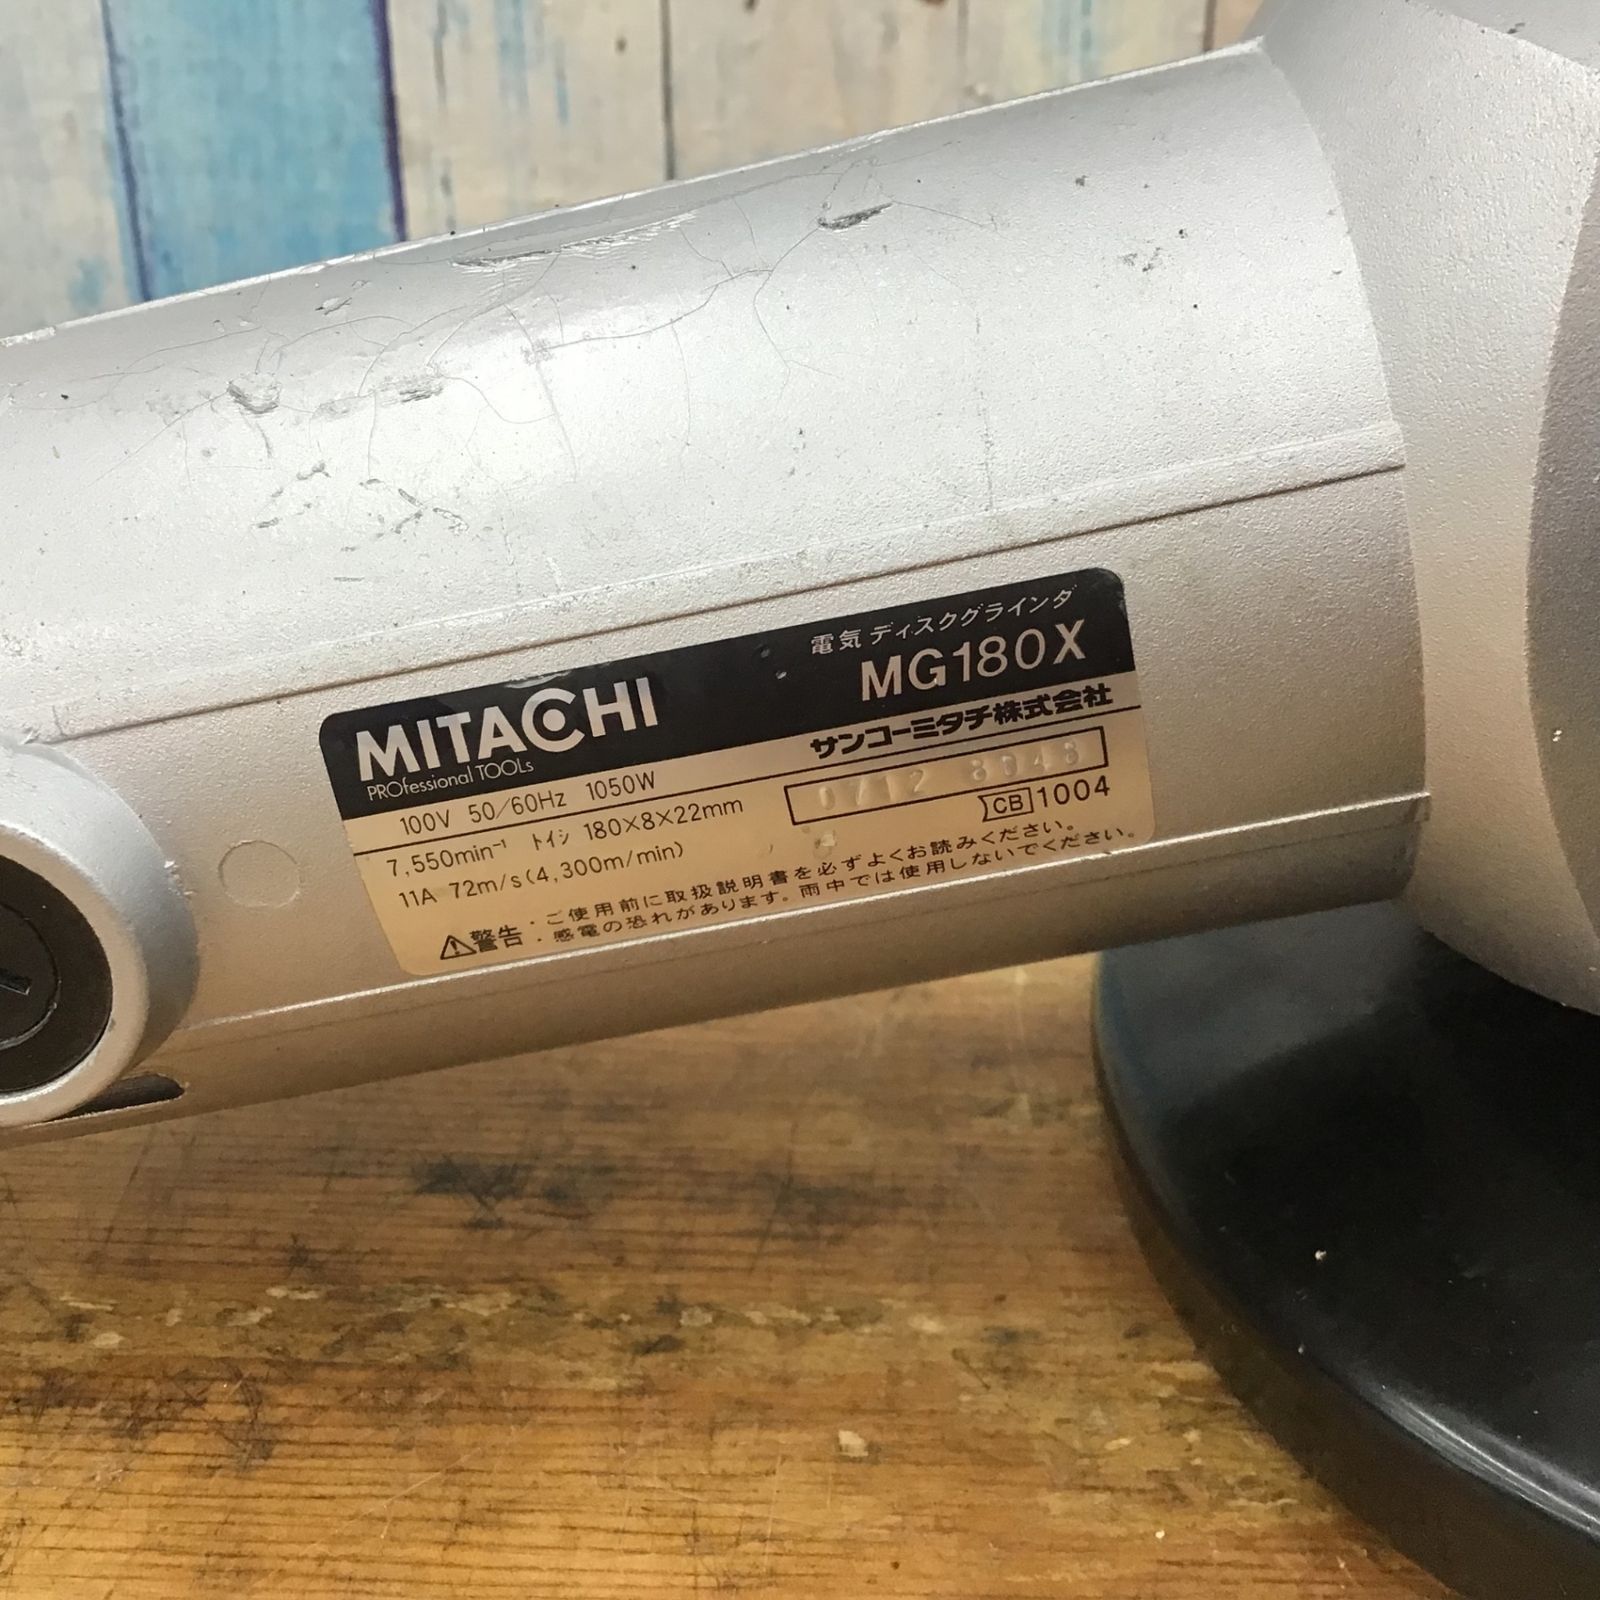 電気ディスクグラインダ
MITACHI MG180X
PROfessional TOOLs
サンコーミタチ株式会社
100V 50/60Hz 1050W
0712 8048
7,550min⁻¹ トイシ 180×8×22mm
CB 1004
11A 72m/s(4,300m/min)
⚠警告・ご使用前に取扱説明書を必ずよくお読みください。
・感電の恐れがあります。雨中では使用しないでください。